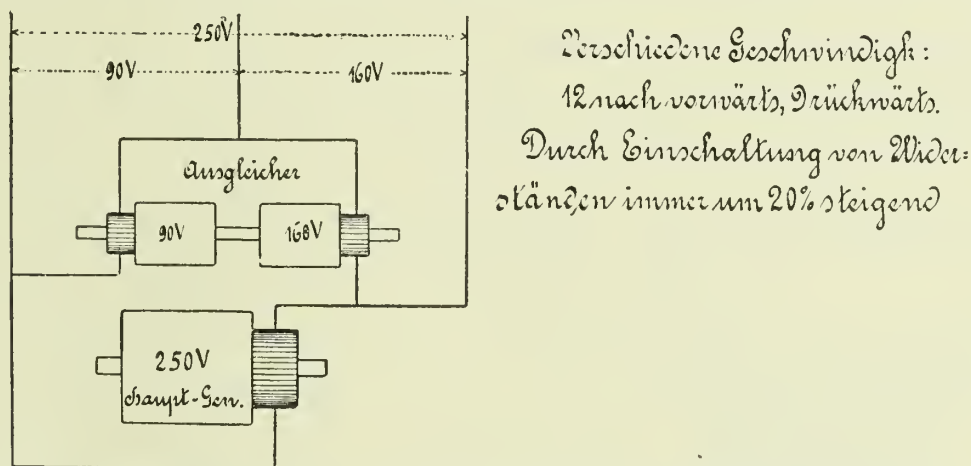 250V
90V
160V
Verschiedene Geschwindigk:
12 nach vorwärts, 9 rückwärts.
Durch Einschaltung von Wider=
ständen immer um 20% steigend
Ausgleicher
90V
160V
250V
Haupt-Gen.